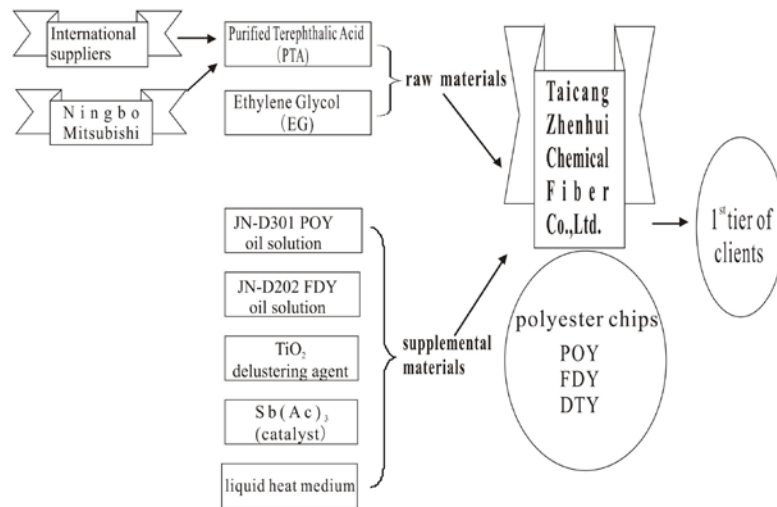 International
suppliers
Ningbo
Mitsubishi
Purified Terephthalic Acid
(PTA)
Ethylene Glycol
(EG)
raw materials
JN-D301 POY
oil solution
JN-D202 FDY
oil solution
TiO₂
delustering agent
Sb(Ac)₃
(catalyst)
liquid heat medium
supplemental
materials
Taicang
Zhenhui
Chemical
Fiber
Co.,Ltd.
polyester chips
POY
FDY
DTY
1st tier of
clients